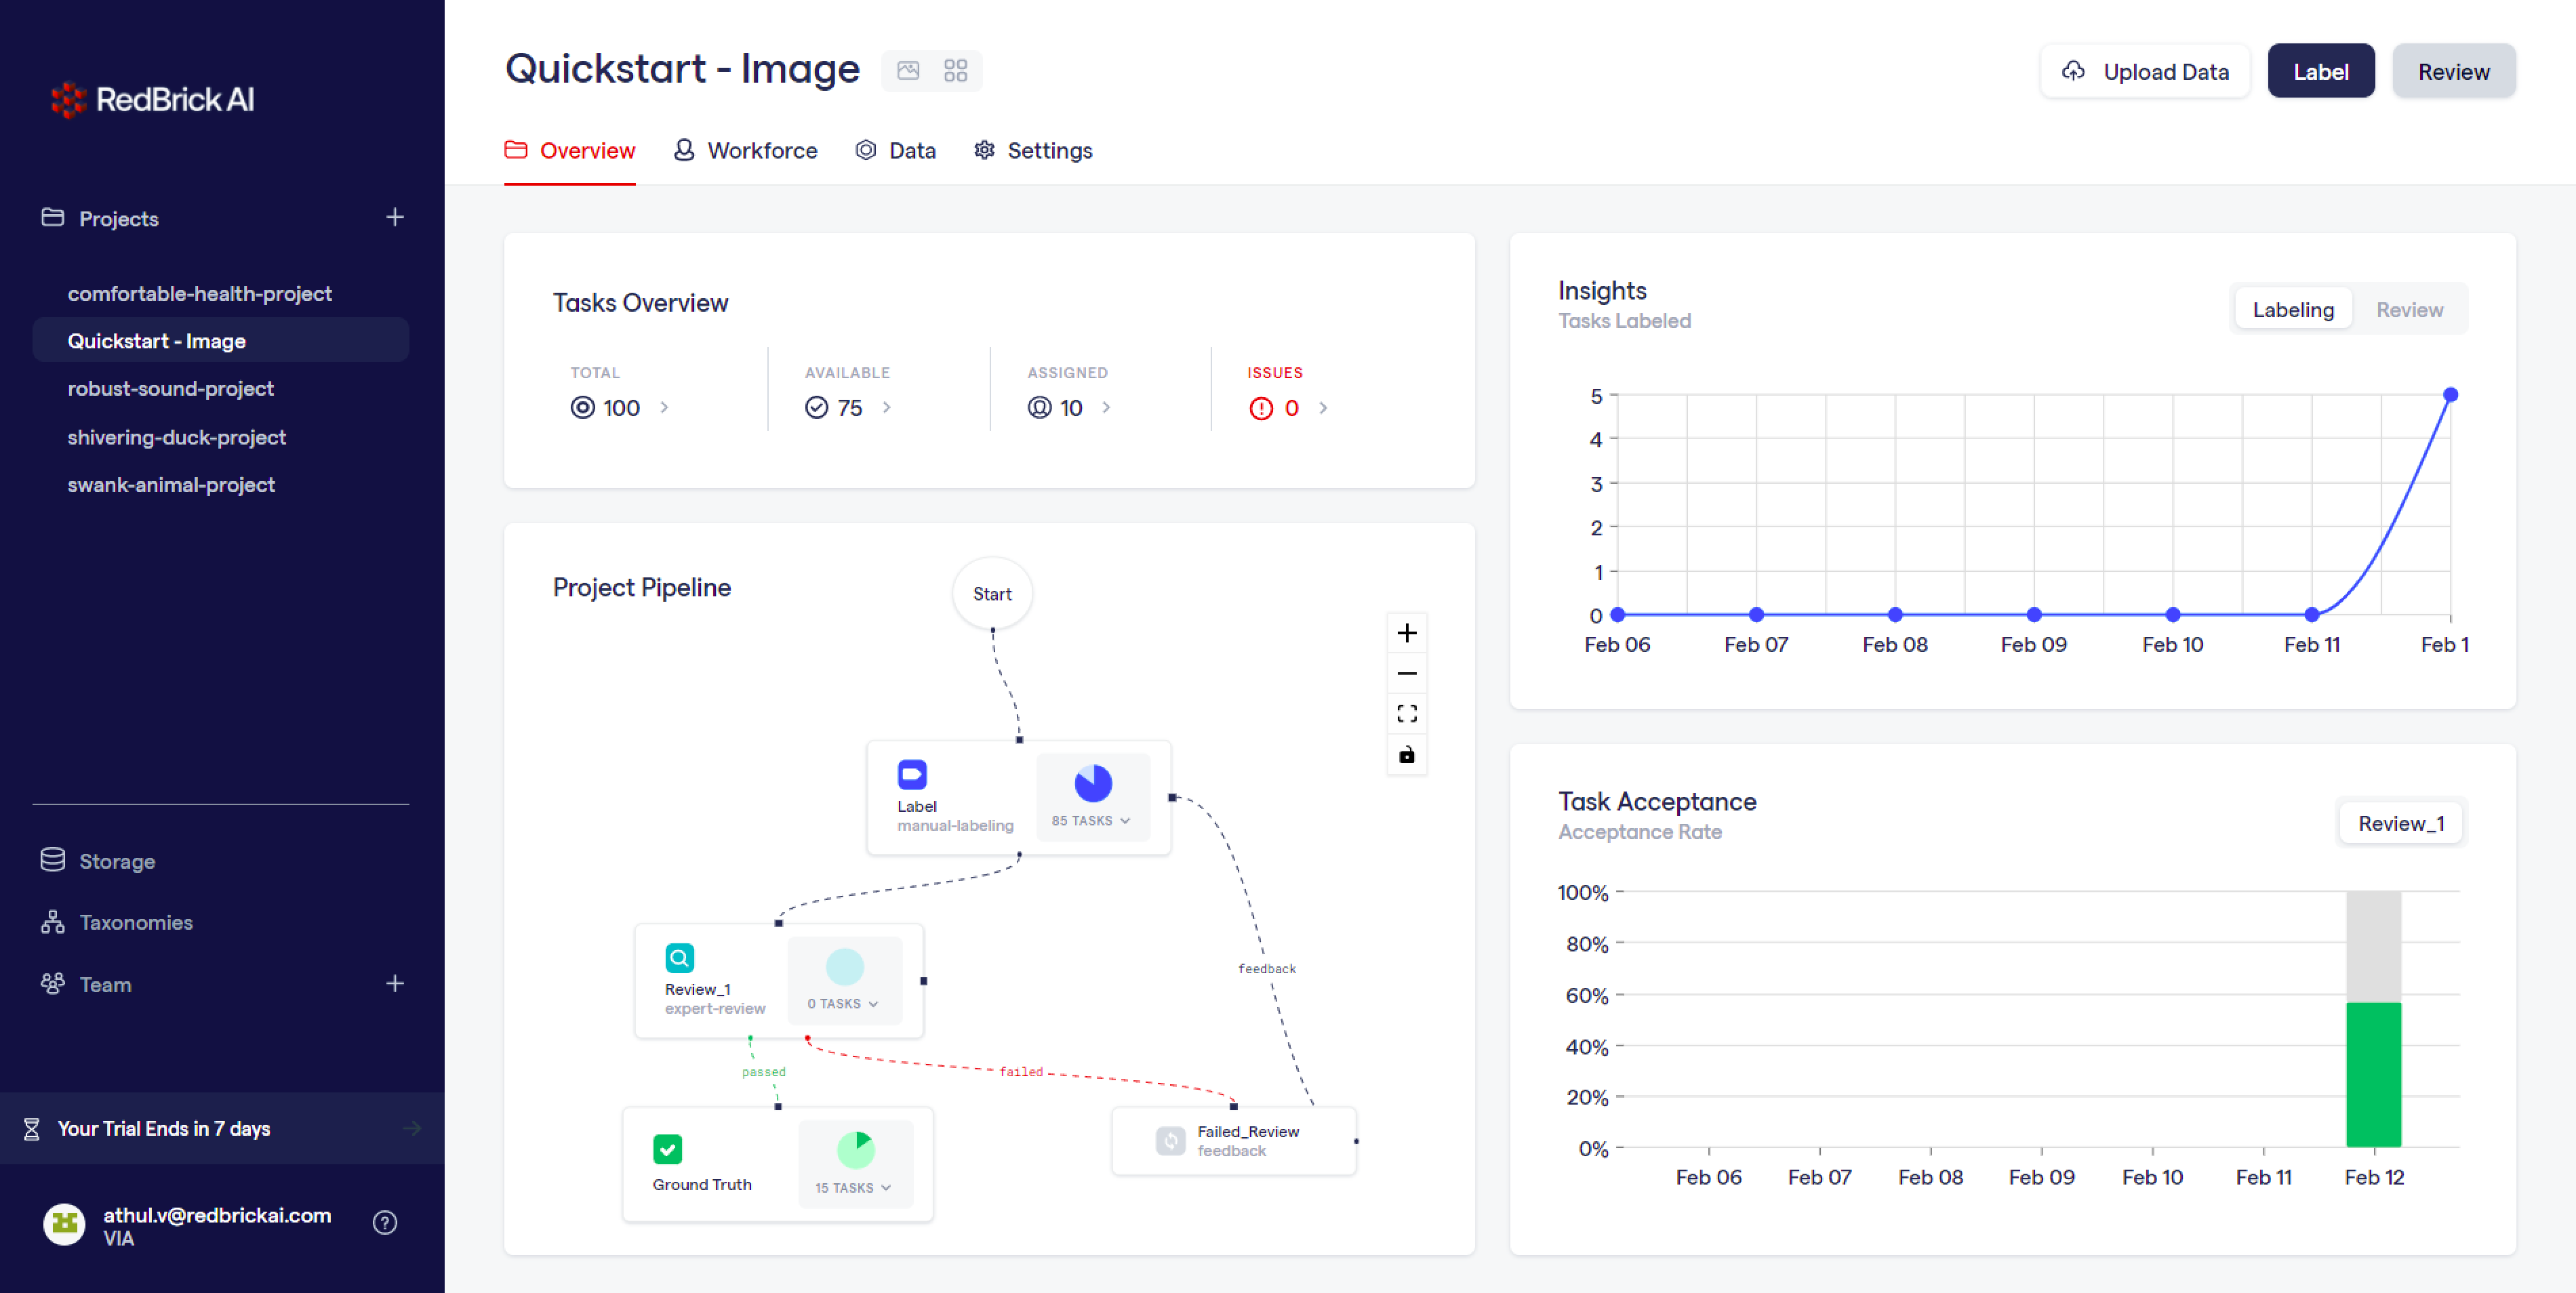 RedBrick AI
Projects
comfortable-health-project
Quickstart - Image
robust-sound-project
shivering-duck-project
swank-animal-project
Storage
Taxonomies
Team
Your Trial Ends in 7 days
athul.v@redbrickai.com
VIA
Quickstart - Image
Upload Data
Label
Review
Overview
Workforce
Data
Settings
Tasks Overview
TOTAL
100
AVAILABLE
75
ASSIGNED
10
ISSUES
0
Project Pipeline
Start
Label
manual-labeling
85 TASKS
Review_1
expert-review
0 TASKS
feedback
passed
failed
Ground Truth
15 TASKS
Failed_Review
feedback
Insights
Tasks Labeled
Labeling
Review
5
4
3
2
1
0
Feb 06 Feb 07 Feb 08 Feb 09 Feb 10 Feb 11 Feb 1
Task Acceptance
Acceptance Rate
Review_1
100%
80%
60%
40%
20%
0%
Feb 06 Feb 07 Feb 08 Feb 09 Feb 10 Feb 11 Feb 12